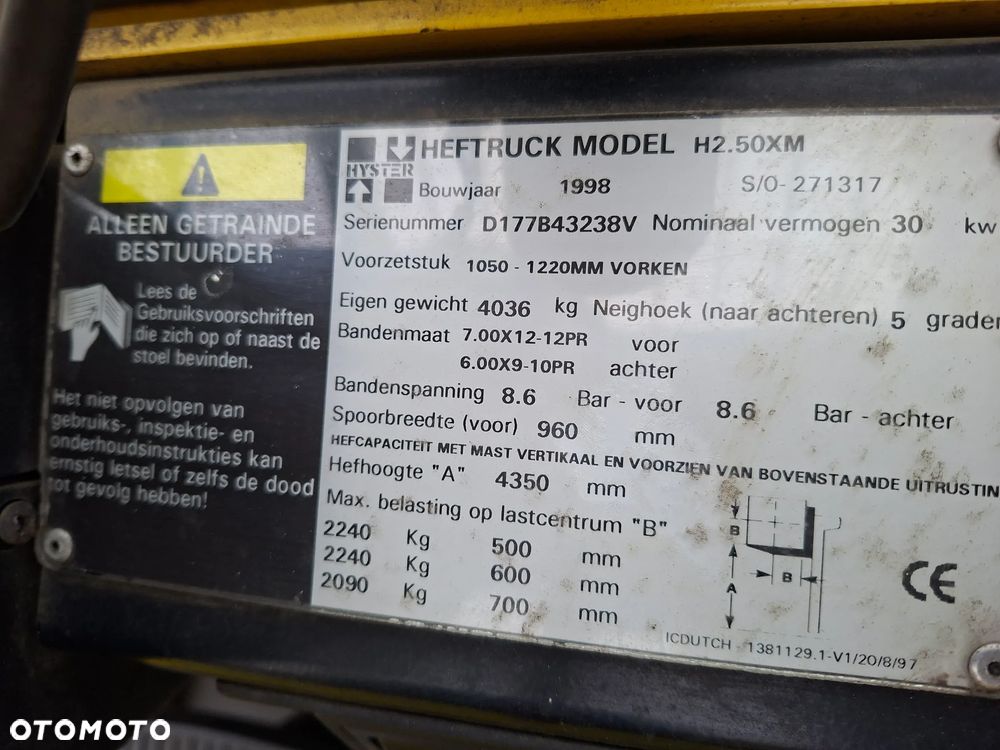 ALLEEN GETRAINDE
BESTUURDER
Lees de
Gebruiksvoorschriften
die zich op of naast de
stoel bevinden.
Het niet opvolgen van
gebruiks-, inspektie- en
onderhoudsinstrukties kan
ernstig letsel of zelfs de dood
tot gevolg hebben!
HYSTER
HEFTRUCK MODEL H2.50XM
Bouwjaar 1998 S/O- 271317
Serienummer D177B43238V Nominaal vermogen 30 kw
Voorzetstuk 1050 - 1220MM VORKEN
Eigen gewicht 4036 kg Neighoek (naar achteren) 5 graden
Bandenmaat 7.00X12-12PR voor
6.00X9-10PR achter
Bandenspanning 8.6 Bar - voor 8.6 Bar - achter
Spoorbreedte (voor) 960 mm
HEFCAPACITEIT MET MAST VERTIKAAL EN VOORZIEN VAN BOVENSTAANDE UITRUSTIN
Hefhoogte "A" 4350 mm
Max. belasting op lastcentrum "B"
2240 Kg 500 mm
2240 Kg 600 mm
2090 Kg 700 mm
B
A
B
CE
ICDUTCH - 1381129.1-V1/20/8/97
OTOMOTO